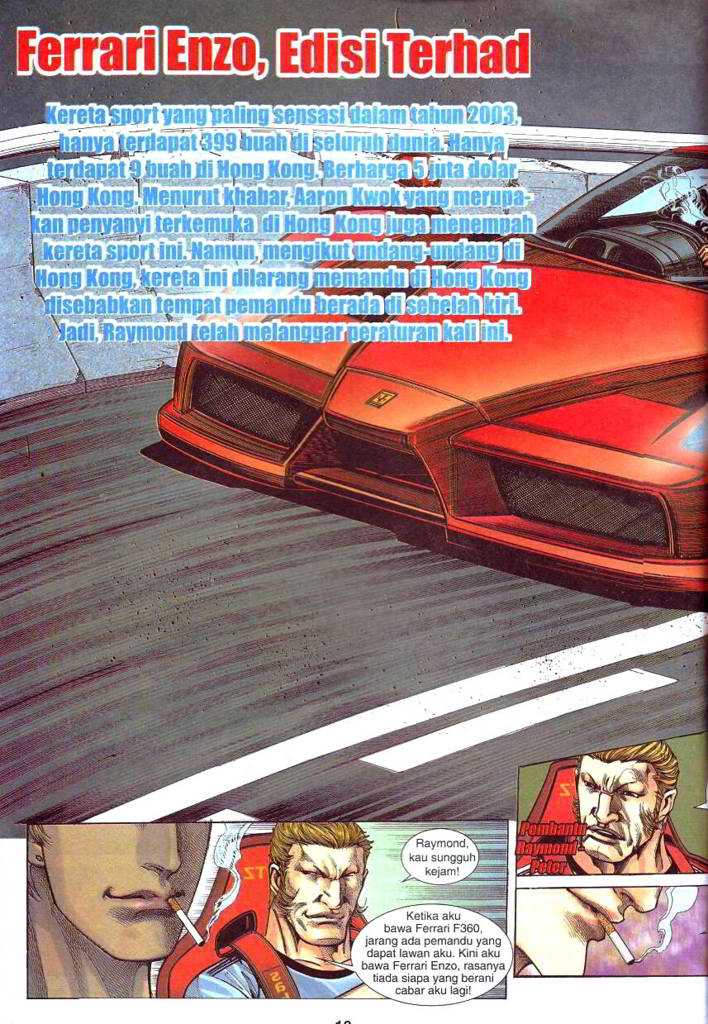 Ferrari Enzo, Edisi Terhad
Kereta sport yang paling sensasi dalam tahun 2003,
hanya terdapat 399 buah di seluruh dunia. Hanya
terdapat 9 buah di Hong Kong. Berharga 5 juta dolar
Hong Kong. Menurut khabar, Aaron Kwok yang merupa-
kan penyanyi terkemuka di Hong Kong juga menempah
kereta sport ini. Namun, mengikut undang-undang di
Hong Kong, kereta ini dilarang pemandu di Hong Kong
disebabkan tempat pemandu berada di sebelah kiri.
Jadi, Raymond telah melanggar peraturan kali ini.
Pembantu
Raymond -
Peter
Raymond,
kau sungguh
kejam!
Ketika aku
bawa Ferrari F360,
jarang ada pemandu yang
dapat lawan aku. Kini aku
bawa Ferrari Enzo, rasanya
tiada siapa yang berani
cabar aku lagi!